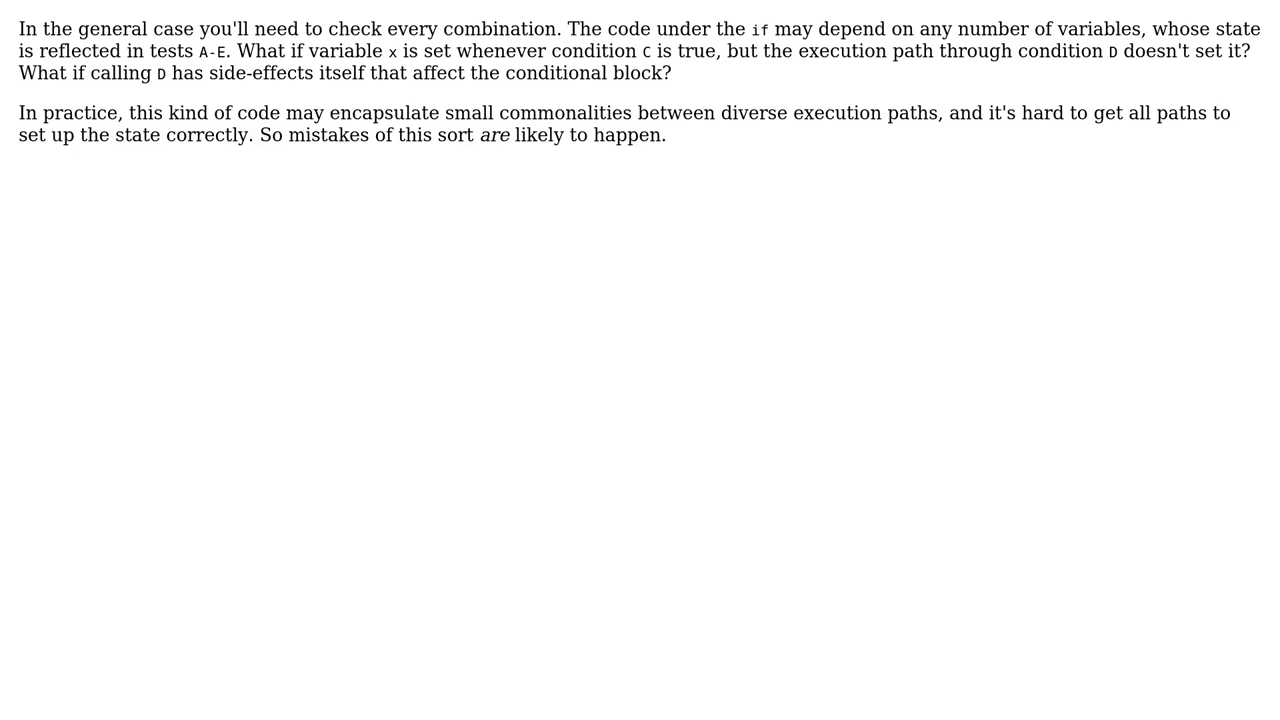 In the general case you'll need to check every combination. The code under the if may depend on any number of variables, whose state
is reflected in tests A-E. What if variable x is set whenever condition C is true, but the execution path through condition D doesn't set it?
What if calling D has side-effects itself that affect the conditional block?
In practice, this kind of code may encapsulate small commonalities between diverse execution paths, and it's hard to get all paths to
set up the state correctly. So mistakes of this sort are likely to happen.